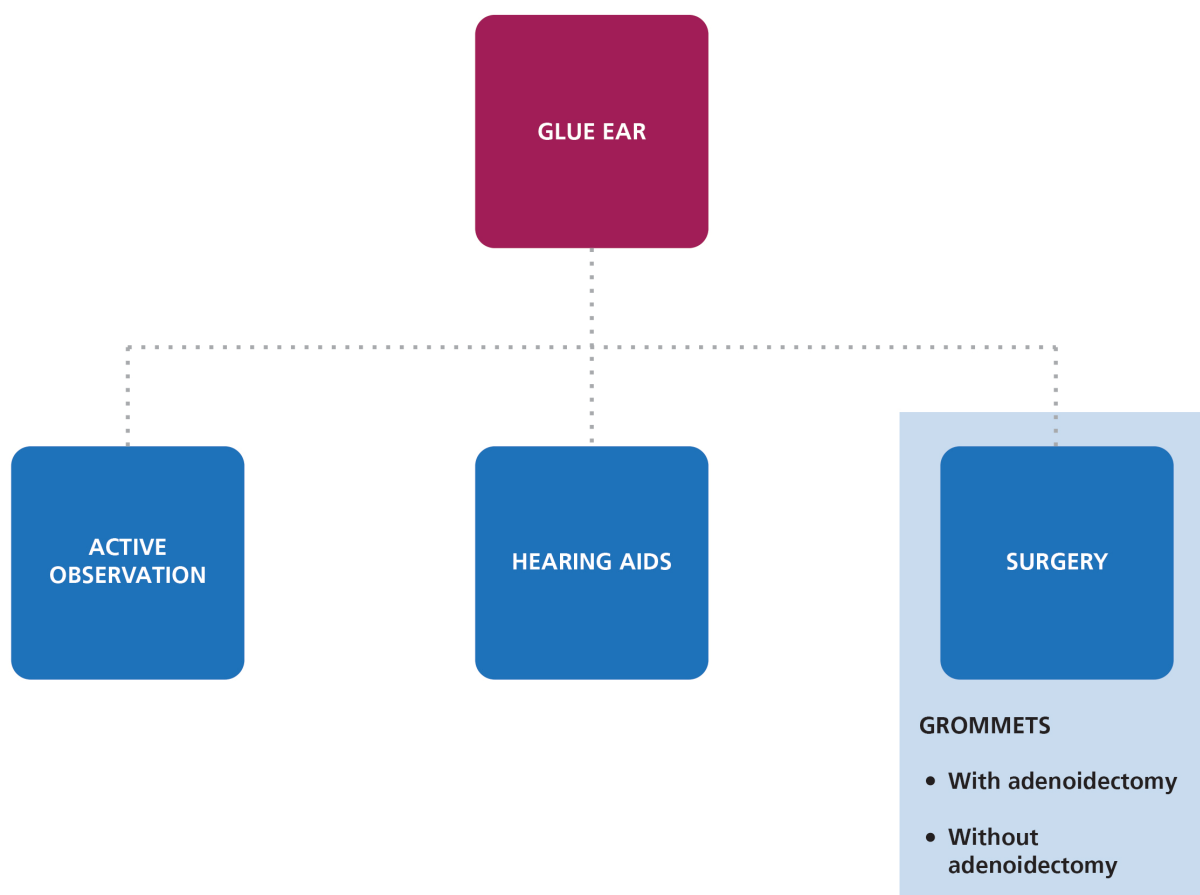 GLUE EAR
ACTIVE
OBSERVATION
HEARING AIDS
SURGERY
GROMMETS
• With adenoidectomy
• Without
adenoidectomy